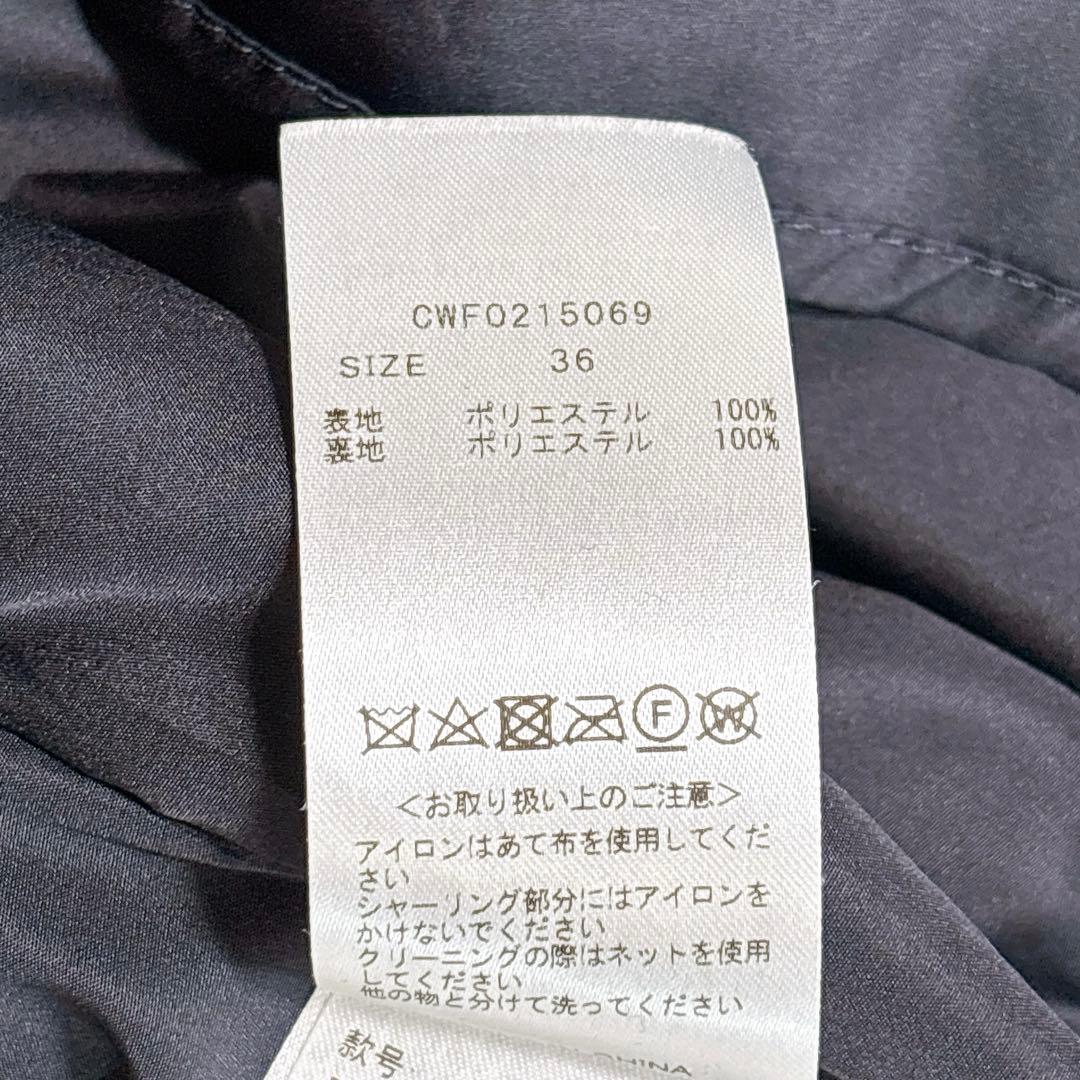 CWF0215069
SIZE 36
表地 ポリエステル 100%
裏地 ポリエステル 100%
F W
<お取り扱い上のご注意>
アイロンはあて布を使用してくだ
さい
シャーリング部分にはアイロンを
かけないでください
クリーニングの際はネットを使用
してください
他の物と分けて洗ってください
款号
CHINA